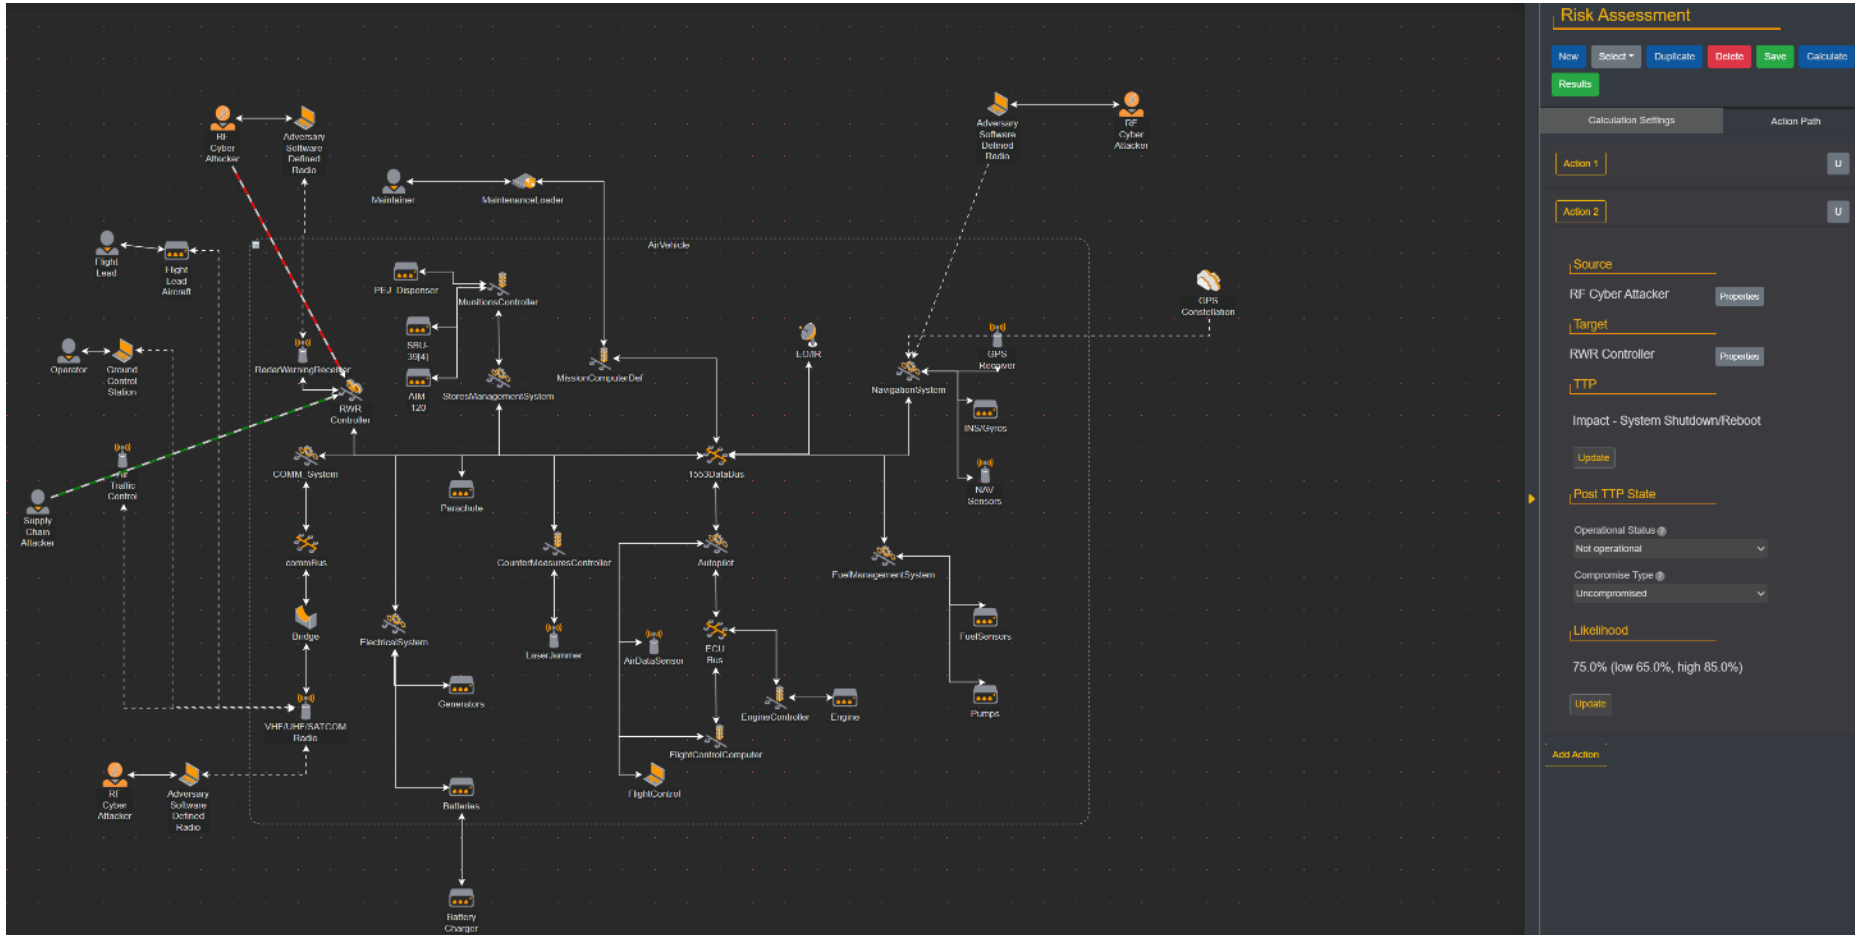 Risk Assessment
New
Select
Duplicate
Delete
Save
Calculate
Results
Calculation Settings
Action Path
Action 1
U
Action 2
U
Source
RF Cyber Attacker
Properties
Target
RWR Controller
Properties
TTP
Impact - System Shutdown/Reboot
Update
Post TTP State
Operational Status
Not operational
Compromise Type
Uncompromised
Likelihood
75.0% (low 65.0%, high 85.0%)
Update
Add Action
RF
Cyber
Attacker
Adversary
Software
Defined
Radio
Adversary
Software
Defined
Radio
RF
Cyber
Attacker
Maintainer
MaintenanceLoader
AirVehicle
Flight
Lead
Flight
Lead
Aircraft
PEJ_Dispenser
MunitionsController
GPS
Constellation
SBU-
39[4]
EO/IR
GPS
Receiver
Operator
Ground
Control
Station
RaderWarningReceiver
MissionComputerDef
NavigationSystem
AIM
120
StoresManagementSystem
RWR
Controller
INS/Gyros
COMM_System
1553DataBus
Air
Traffic
Control
Parachute
NAV
Sensors
Supply
Chain
Attacker
commBus
CounterMeasuresController
Autopilot
FuelManagementSystem
Bridge
ElectricalSystem
LaserJammer
AirDataSensor
ECU
Bus
FuelSensors
Generators
EngineController
Engine
Pumps
VHF/UHF/SATCOM
Radio
FlightControlComputer
RF
Cyber
Attacker
Adversary
Software
Defined
Radio
Batteries
FlightControl
Battery
Charger